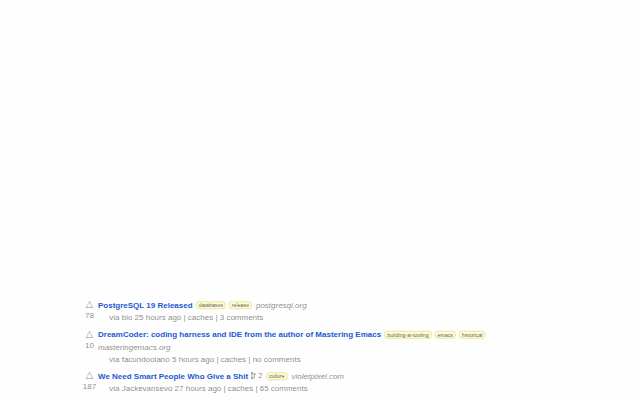 PostgreSQL 19 Released databases release postgresql.org
78 via bio 25 hours ago | caches | 3 comments
DreamCoder: coding harness and IDE from the author of Mastering Emacs emacs historical
10 masteringemacs.org
via facundoolano 5 hours ago | caches | no comments
We Need Smart People Who Give a Shit 2 culture violetpixel.com
187 via Jackevansevo 27 hours ago | caches | 65 comments